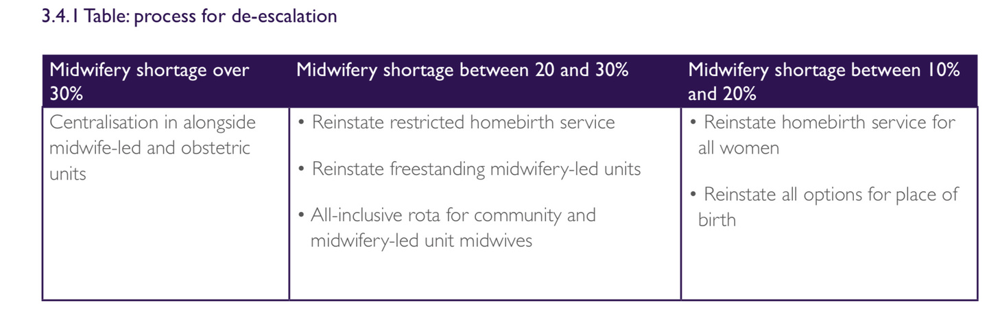 3.4.1 Table: process for de-escalation
Midwifery shortage over
30%
Midwifery shortage between 20 and 30%
Midwifery shortage between 10%
and 20%
Centralisation in alongside
midwife-led and obstetric
units
• Reinstate restricted homebirth service
• Reinstate freestanding midwifery-led units
• All-inclusive rota for community and
midwifery-led unit midwives
• Reinstate homebirth service for
all women
• Reinstate all options for place of
birth